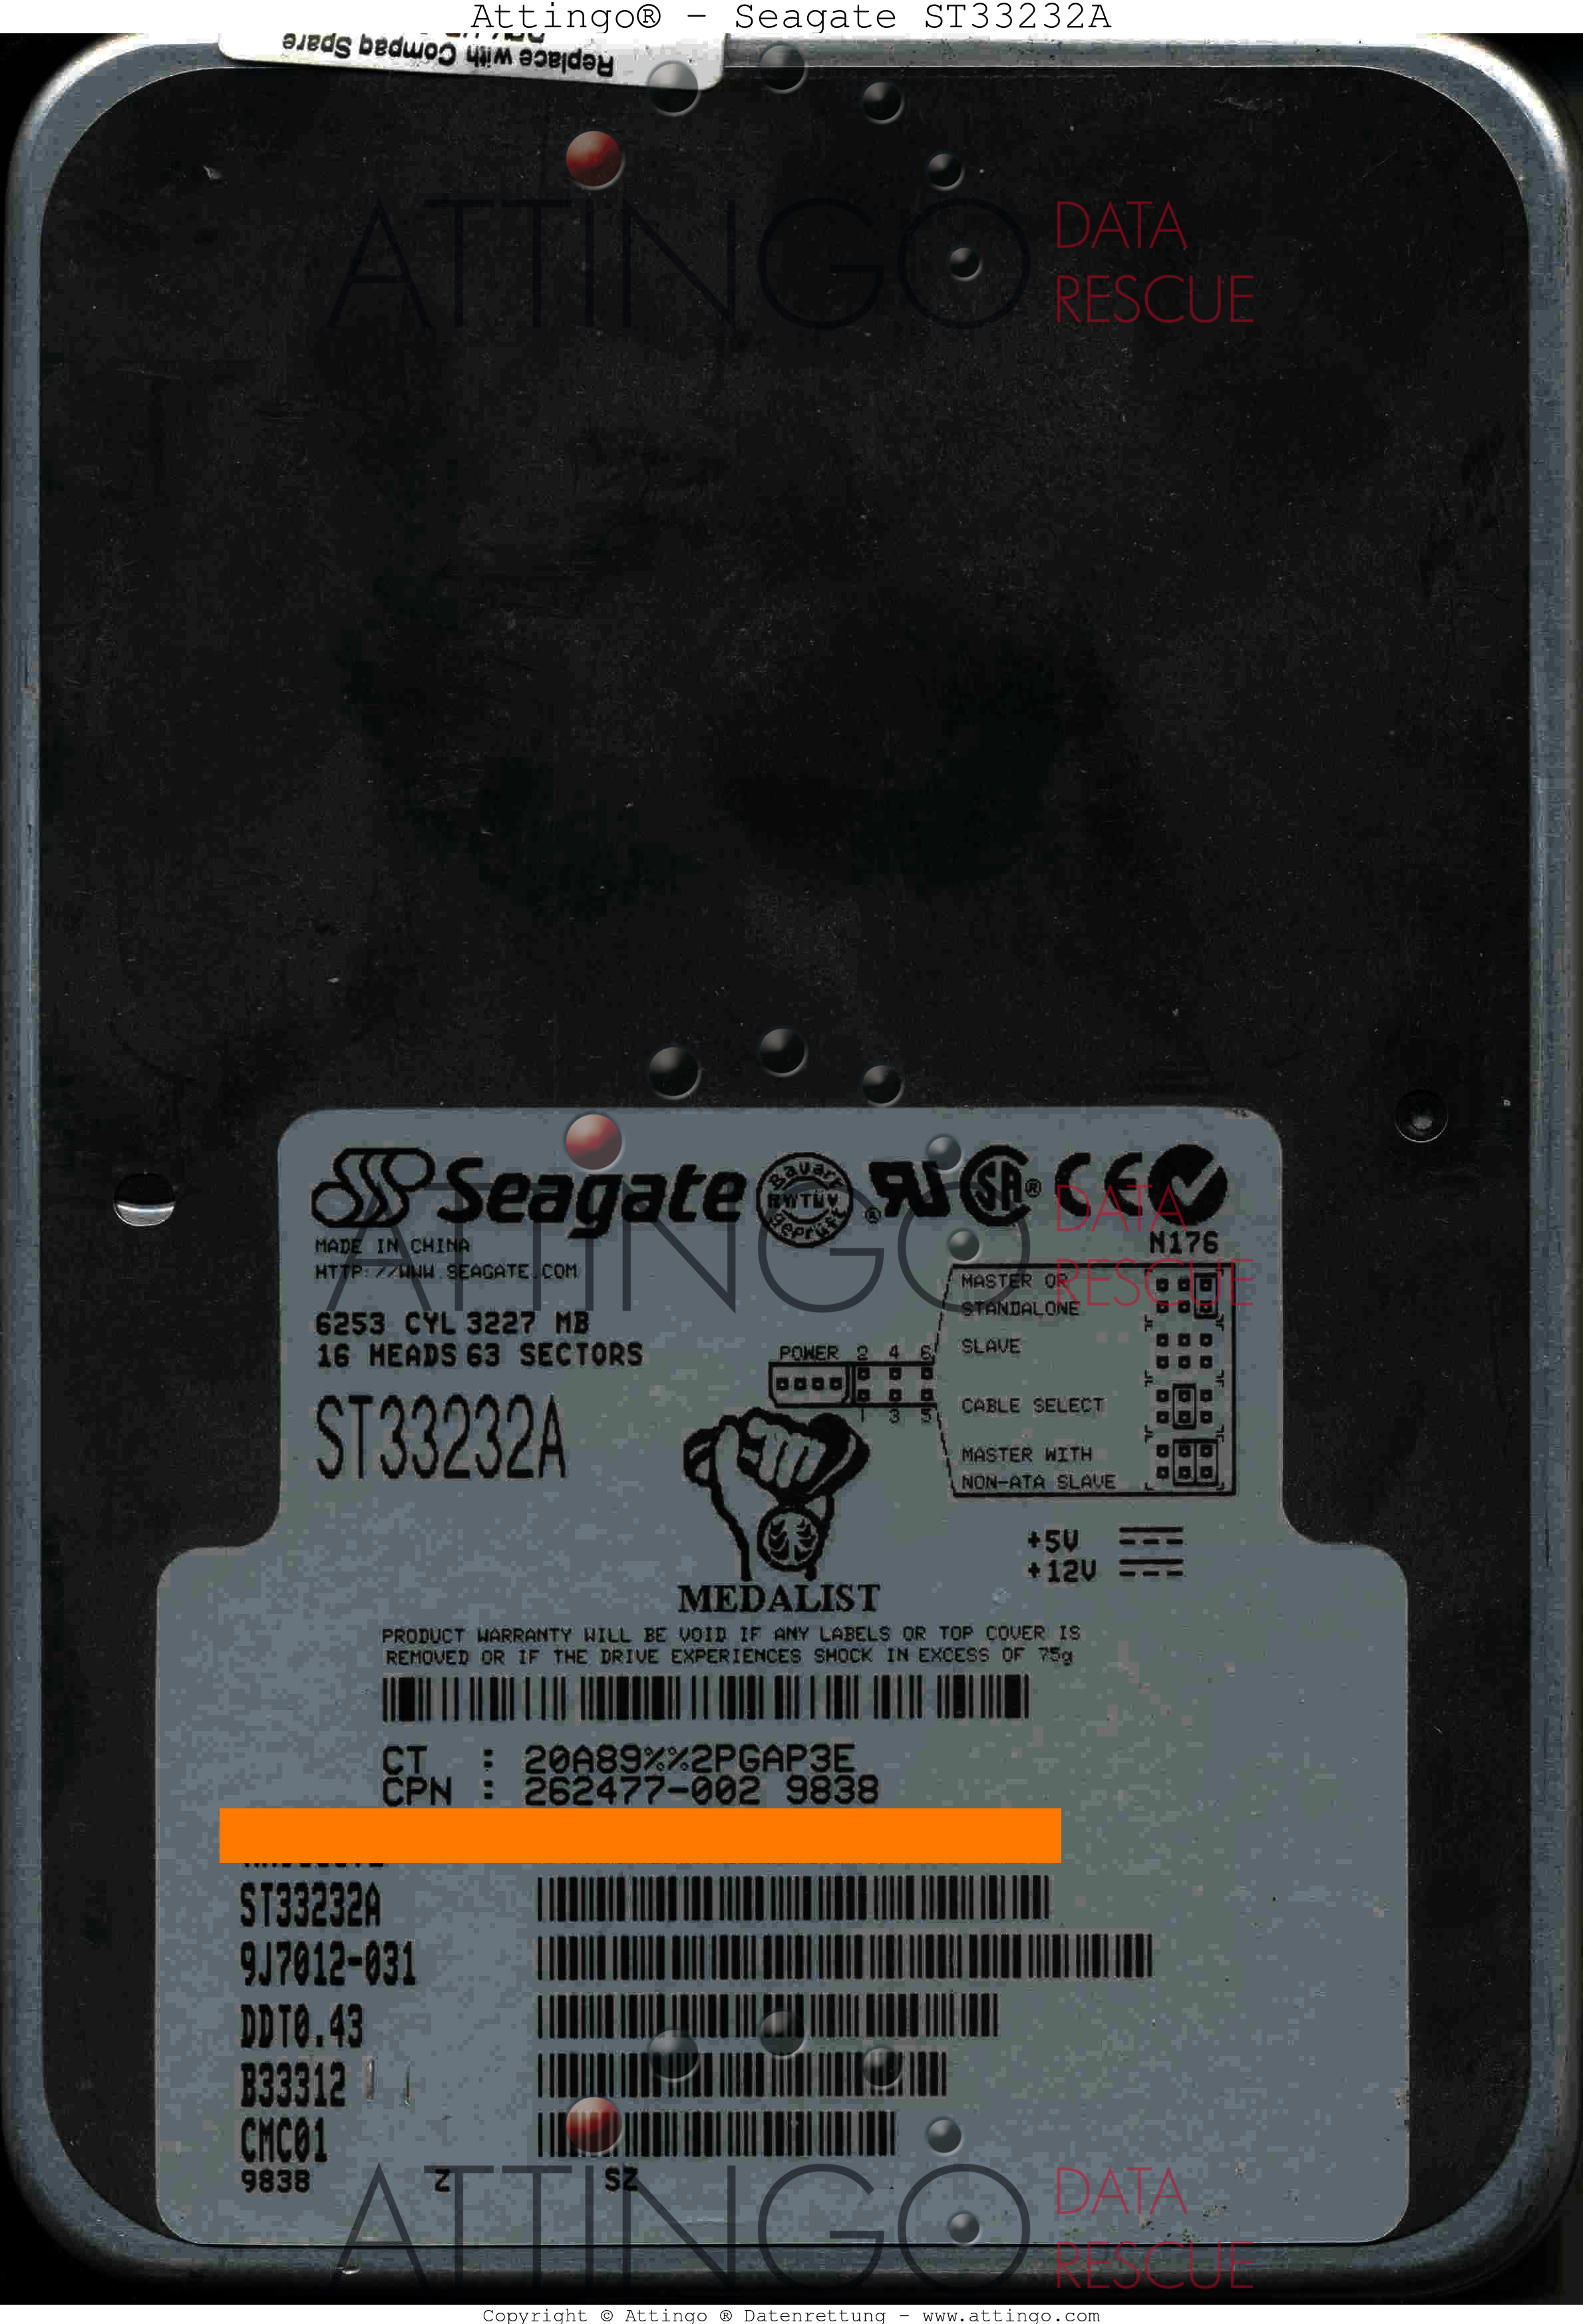 Attingo® - Seagate ST33232A
Replace with Compaq Spare
ATTINGO DATA RESCUE
Seagate
Bauart
RWTÜV
geprüft
® SA® CE
N176
MADE IN CHINA
HTTP://WWW.SEAGATE.COM
6253 CYL 3227 MB
16 HEADS 63 SECTORS
ST33232A
POWER 2 4 6
1 3 5
MASTER OR
STANDALONE
SLAVE
CABLE SELECT
MASTER WITH
NON-ATA SLAVE
+5V
+12V
MEDALIST
PRODUCT WARRANTY WILL BE VOID IF ANY LABELS OR TOP COVER IS
REMOVED OR IF THE DRIVE EXPERIENCES SHOCK IN EXCESS OF 75g
CT : 20A89%%2PGAP3E
CPN : 262477-002 9838
ST33232A
9J7012-031
DDT0.43
B33312
CMC01
9838 Z SZ
ATTINGO DATA RESCUE
ATTINGO DATA RESCUE
Copyright © Attingo ® Datenrettung - www.attingo.com